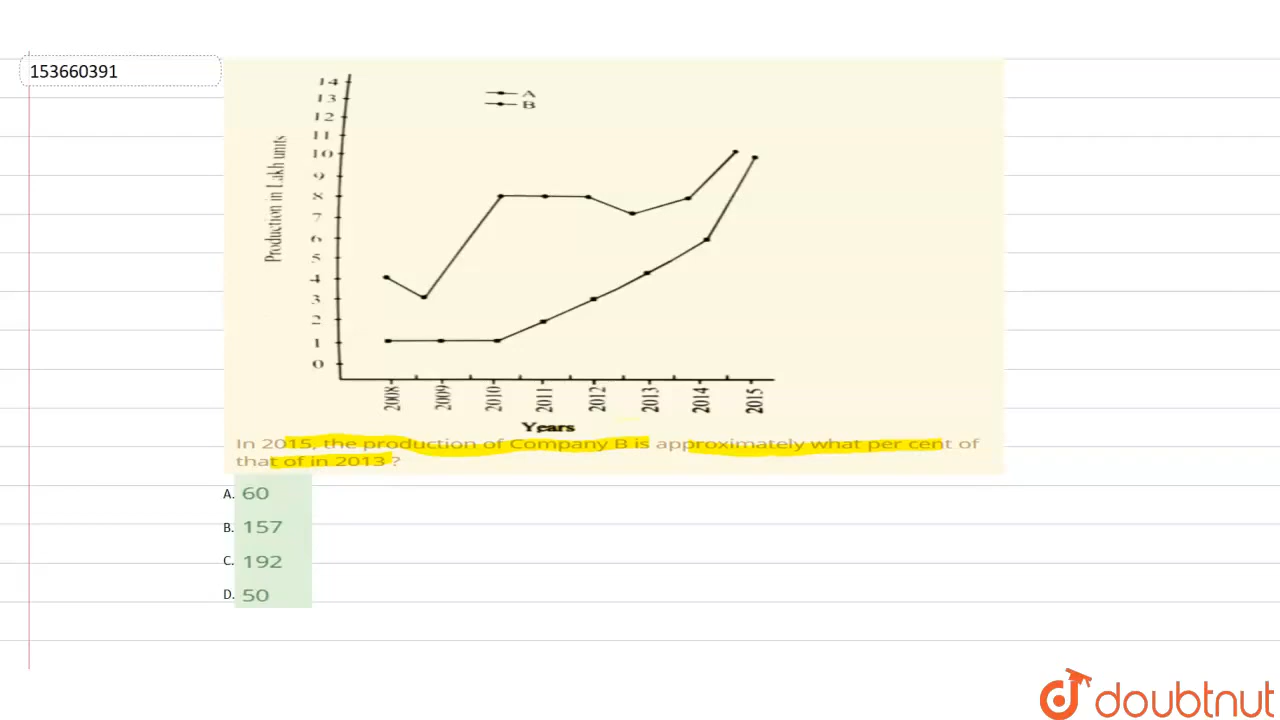 153660391
14
13
12
11
10
9
8
7
6
5
4
3
2
1
0
Production in Lakh units
A
B
2008
2009
2010
2011
2012
2013
2014
2015
Years
In 2015, the production of Company B is approximately what per cent of
that of in 2013 ?
A. 60
B. 157
C. 192
D. 50
doubtnut